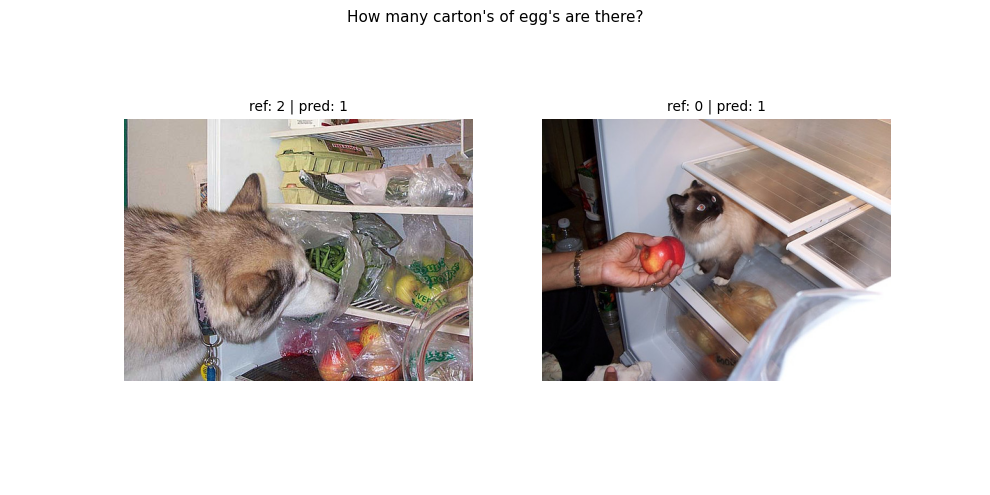 How many carton's of egg's are there?
ref: 2 | pred: 1
ref: 0 | pred: 1